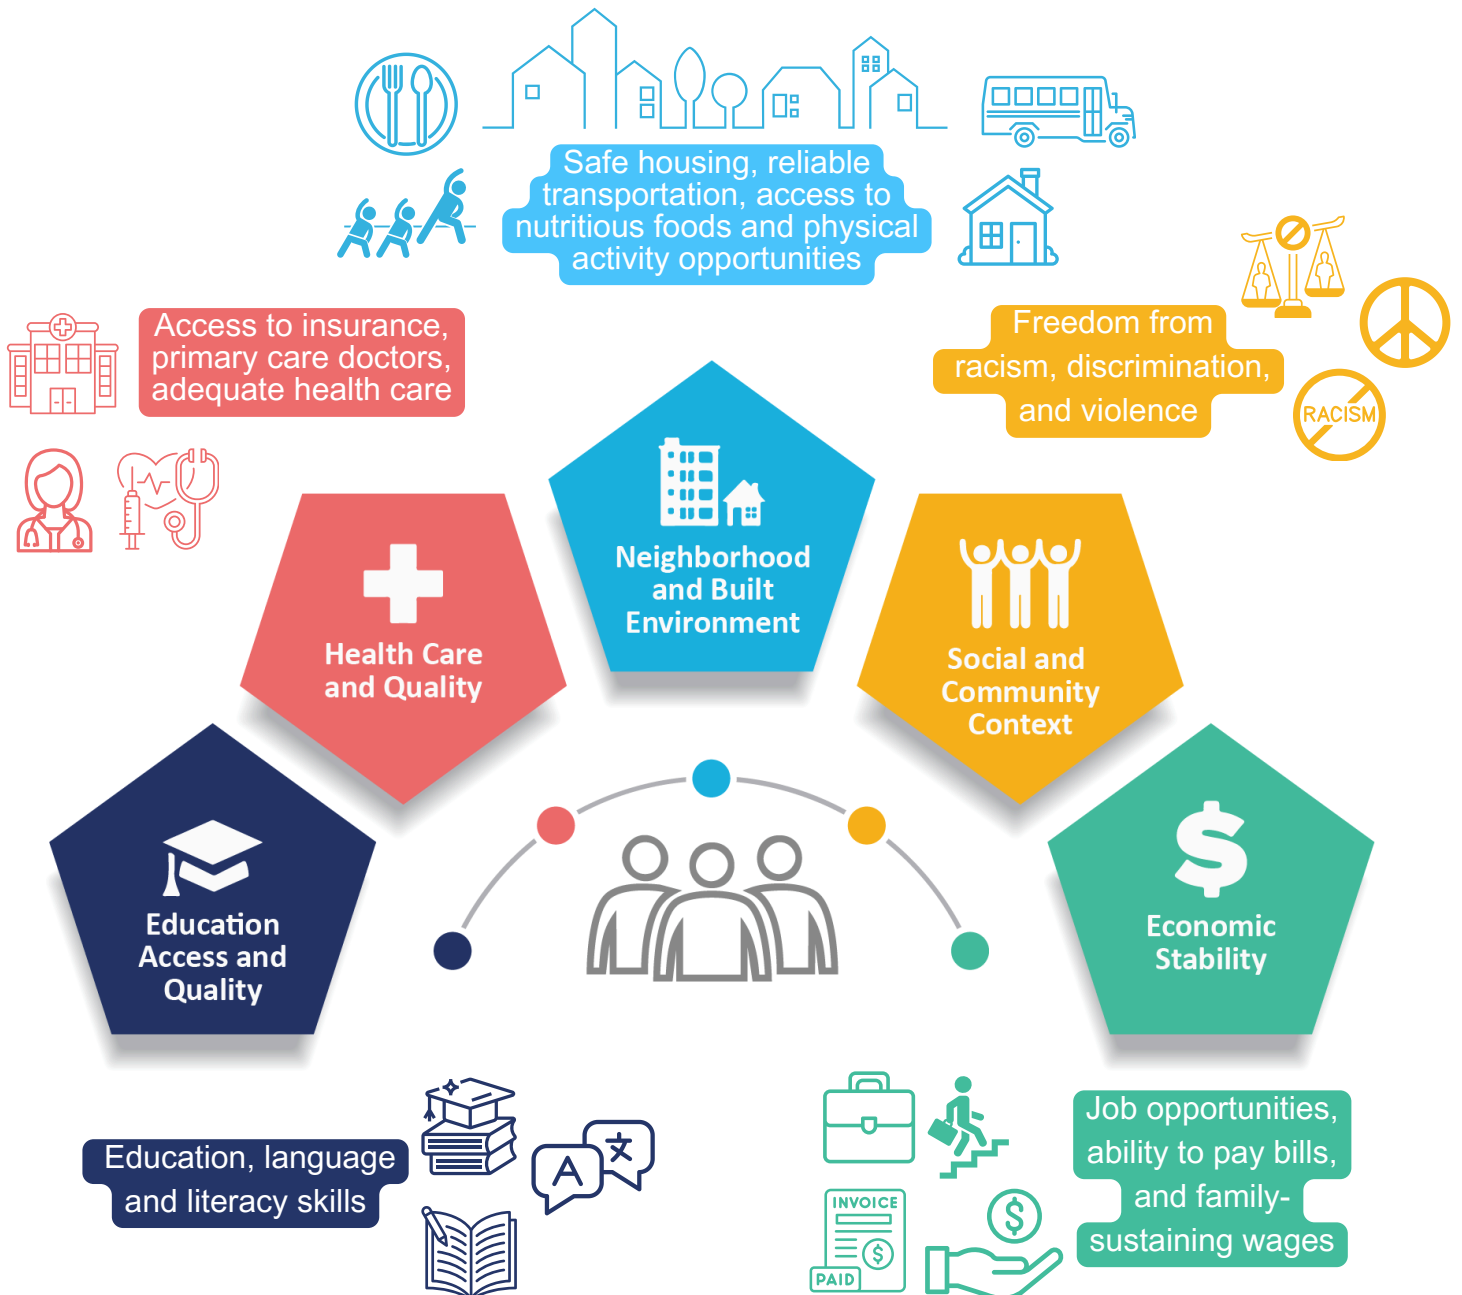 Safe housing, reliable
transportation, access to
nutritious foods and physical
activity opportunities
Access to insurance,
primary care doctors,
adequate health care
Freedom from
racism, discrimination,
and violence
RACISM
Neighborhood
and Built
Environment
Health Care
and Quality
Social and
Community
Context
Education
Access and
Quality
Economic
Stability
Education, language
and literacy skills
A
文
INVOICE
PAID
Job opportunities,
ability to pay bills,
and family-
sustaining wages